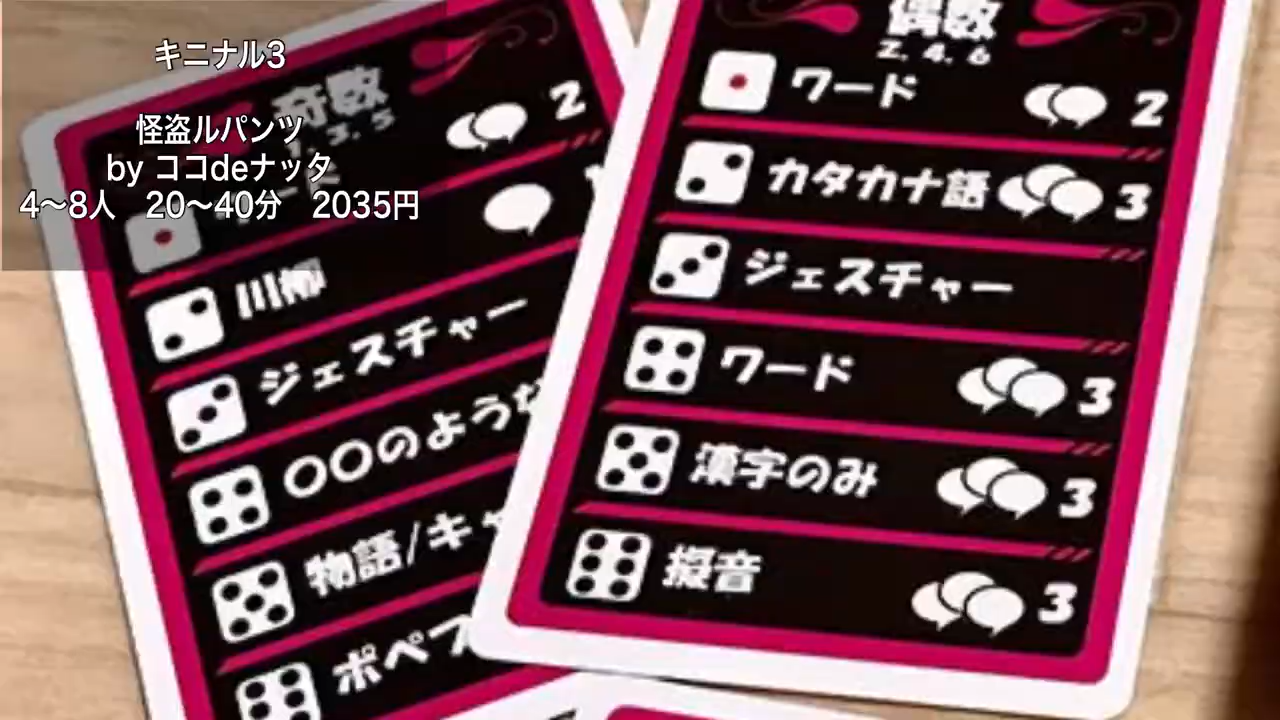 キニナル3
怪盗ルパンツ
by ココdeナッタ
4〜8人 20〜40分 2035円
奇数
3. 5
2
川柳
ジェスチャー
〇〇のような
物語/キャ
ポペ
偶数
2. 4. 6
ワード 2
カタカナ語 3
ジェスチャー
ワード 3
漢字のみ 3
擬音 3